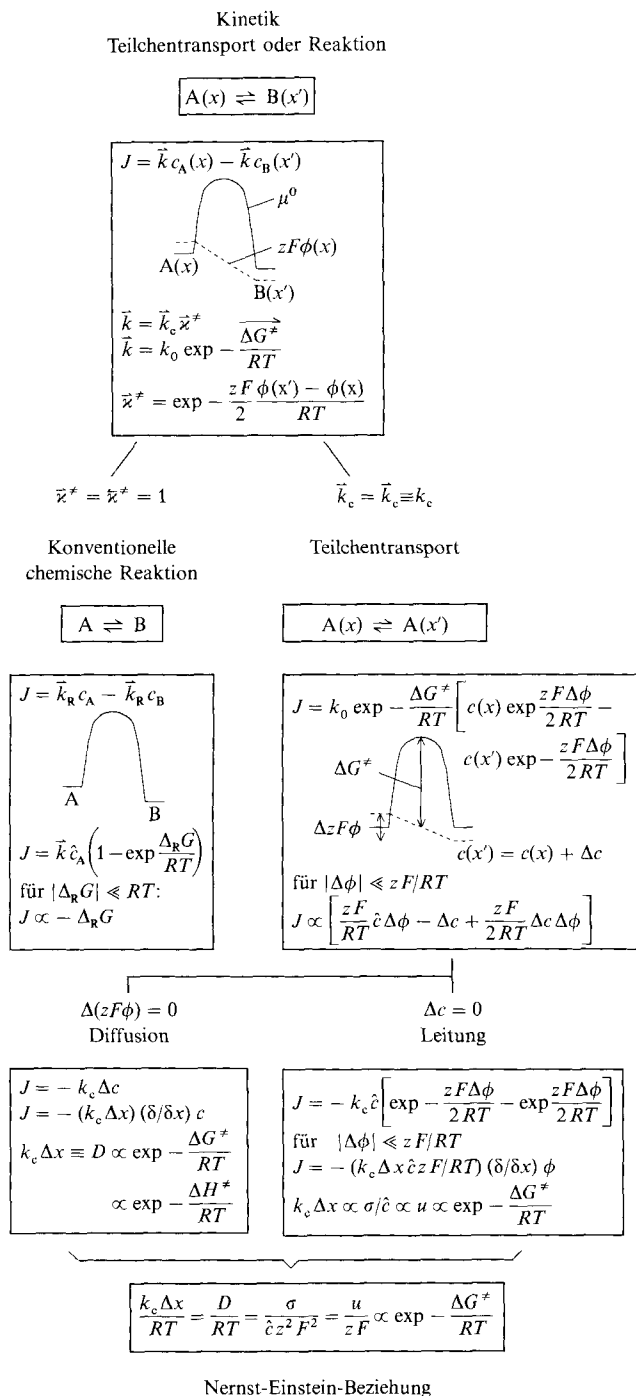 Kinetik
Teilchentransport oder Reaktion
A(x) ⇌ B(x′)
J = k⃗ c_A(x) − k⃖ c_B(x′)
μ⁰
zFϕ(x)
A(x)
B(x′)
k⃗ = k⃗_c ϰ⃗^≠
k⃗ = k₀ exp − ΔG^≠→/RT
ϰ⃗^≠ = exp − zF/2 (ϕ(x′) − ϕ(x))/RT
ϰ⃗^≠ = ϰ⃖^≠ = 1
k⃗_c = k⃖_c ≡ k_c
Konventionelle
chemische Reaktion
A ⇌ B
J = k⃗_R c_A − k⃖_R c_B
A
B
J = k⃗ ĉ_A (1 − exp Δ_R G/RT)
für |Δ_R G| ≪ RT:
J ∝ − Δ_R G
Teilchentransport
A(x) ⇌ A(x′)
J = k₀ exp − ΔG^≠/RT [c(x) exp zFΔϕ/2RT −
c(x′) exp − zFΔϕ/2RT]
ΔG^≠
ΔzFϕ
c(x′) = c(x) + Δc
für |Δϕ| ≪ zF/RT
J ∝ [zF/RT ĉ Δϕ − Δc + zF/2RT Δc Δϕ]
Δ(zFϕ) = 0
Diffusion
Δc = 0
Leitung
J = − k_c Δc
J = − (k_c Δx) (δ/δx) c
k_c Δx ≡ D ∝ exp − ΔG^≠/RT
∝ exp − ΔH^≠/RT
J = − k_c ĉ [exp − zFΔϕ/2RT − exp zFΔϕ/2RT]
für |Δϕ| ≪ zF/RT
J = − (k_c Δx ĉ zF/RT) (δ/δx) ϕ
k_c Δx ∝ σ/ĉ ∝ u ∝ exp − ΔG^≠/RT
k_c Δx/RT = D/RT = σ/ĉz²F² = u/zF ∝ exp − ΔG^≠/RT
Nernst-Einstein-Beziehung